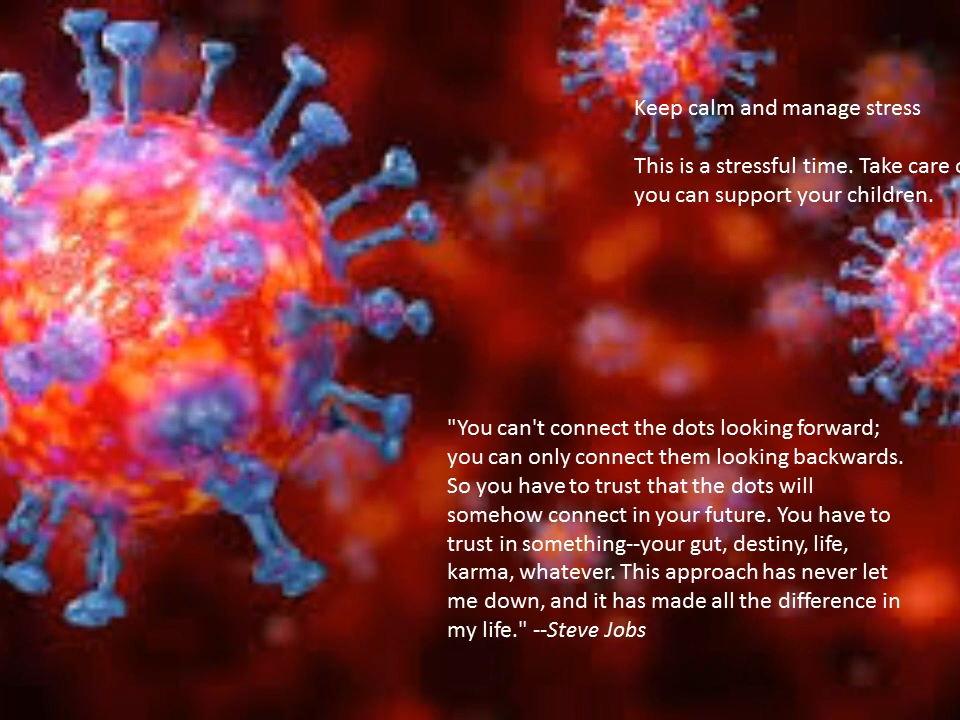 Keep calm and manage stress
This is a stressful time. Take care
you can support your children.
"You can't connect the dots looking forward;
you can only connect them looking backwards.
So you have to trust that the dots will
somehow connect in your future. You have to
trust in something--your gut, destiny, life,
karma, whatever. This approach has never let
me down, and it has made all the difference in
my life." --Steve Jobs